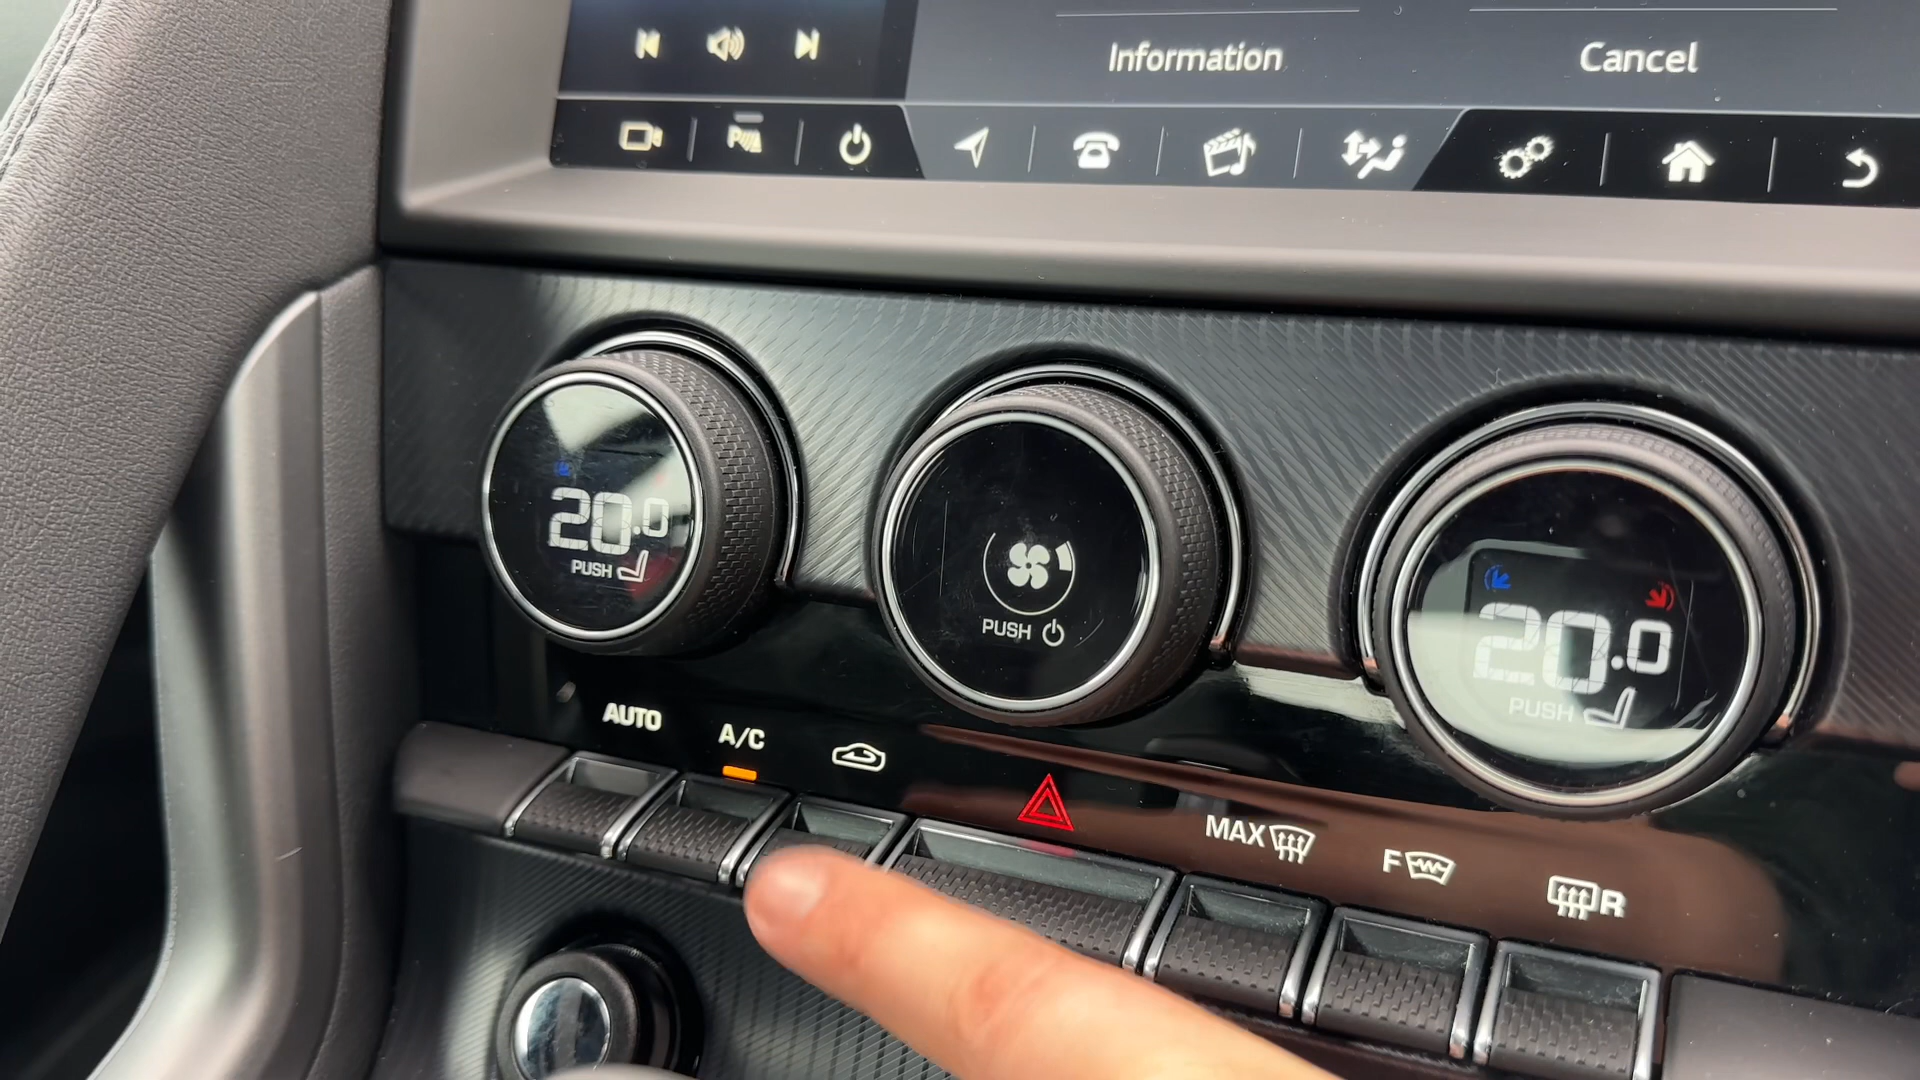 Information
Cancel
20.0
PUSH
PUSH
20.0
PUSH
AUTO
A/C
MAX
F
R